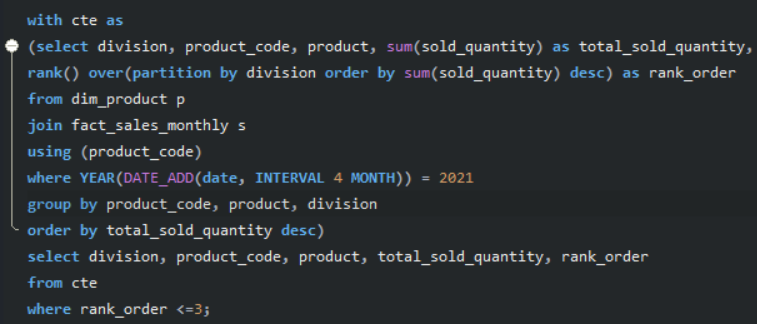 with cte as
(select division, product_code, product, sum(sold_quantity) as total_sold_quantity,
rank() over(partition by division order by sum(sold_quantity) desc) as rank_order
from dim_product p
join fact_sales_monthly s
using (product_code)
where YEAR(DATE_ADD(date, INTERVAL 4 MONTH)) = 2021
group by product_code, product, division
order by total_sold_quantity desc)
select division, product_code, product, total_sold_quantity, rank_order
from cte
where rank_order <=3;